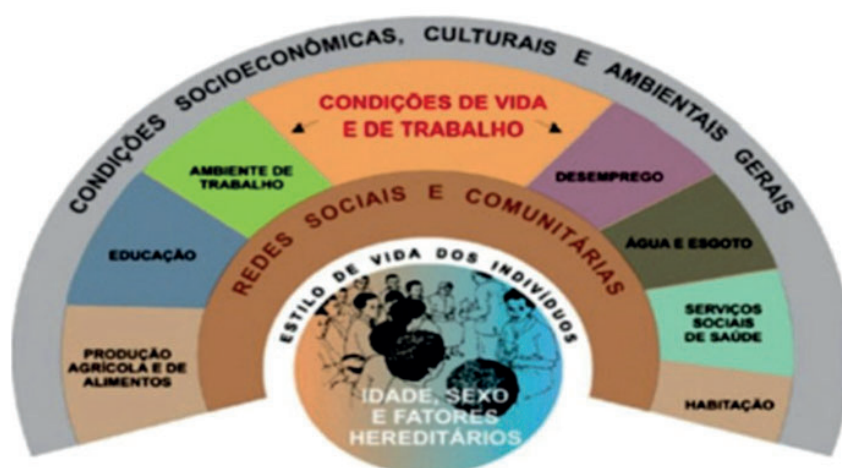 CONDIÇÕES SOCIOECONÔMICAS, CULTURAIS E AMBIENTAIS GERAIS
CONDIÇÕES DE VIDA
E DE TRABALHO
AMBIENTE DE
TRABALHO
DESEMPREGO
EDUCAÇÃO
ÁGUA E ESGOTO
PRODUÇÃO
AGRÍCOLA E DE
ALIMENTOS
SERVIÇOS
SOCIAIS
DE SAÚDE
HABITAÇÃO
REDES SOCIAIS E COMUNITÁRIAS
ESTILO DE VIDA DOS INDIVÍDUOS
IDADE, SEXO
E FATORES
HEREDITÁRIOS